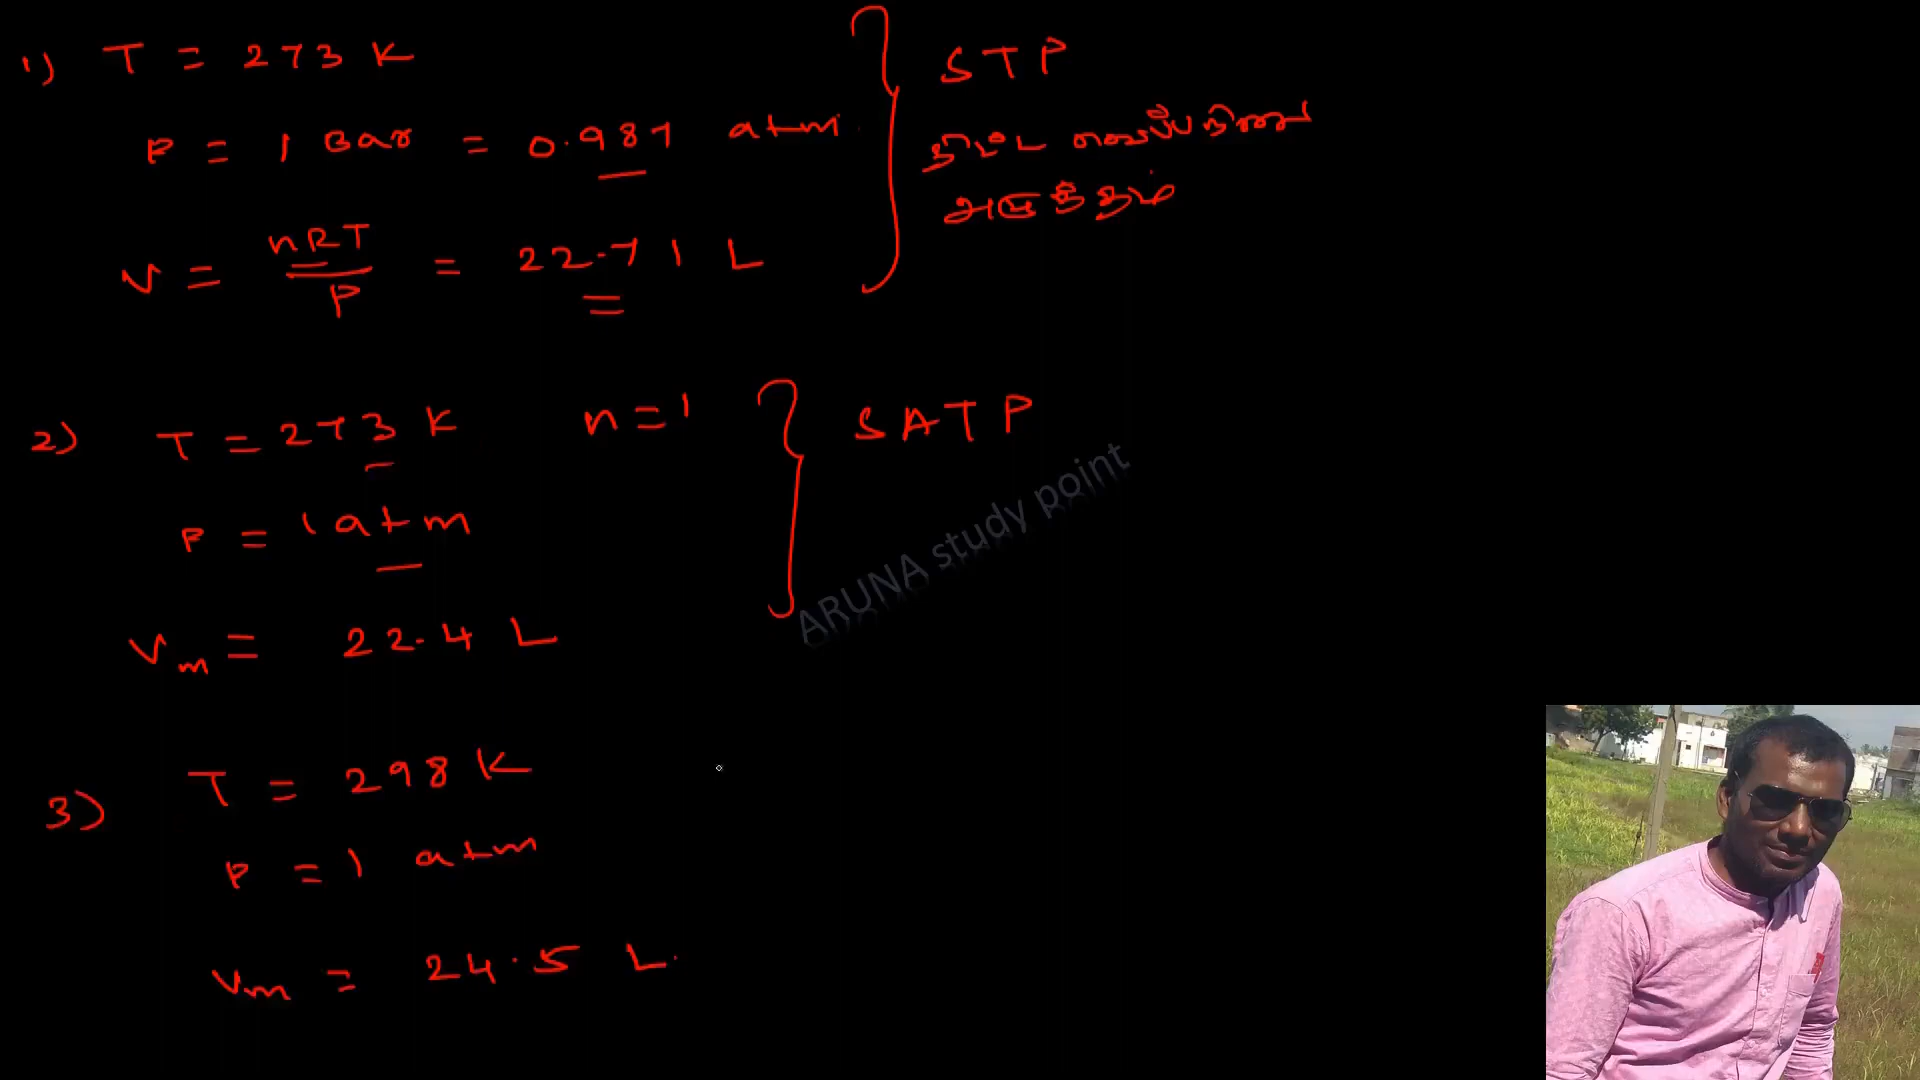 1) T = 273 K
P = 1 Bar = 0.987 atm.
V = nRT/P = 22.71 L
STP
திட்ட வெப்பநிலை
அழுத்தம்
2) T = 273 K n = 1
P = 1 atm
Vm = 22.4 L
SATP
ARUNA study point
3) T = 298 K
P = 1 atm
Vm = 24.5 L.